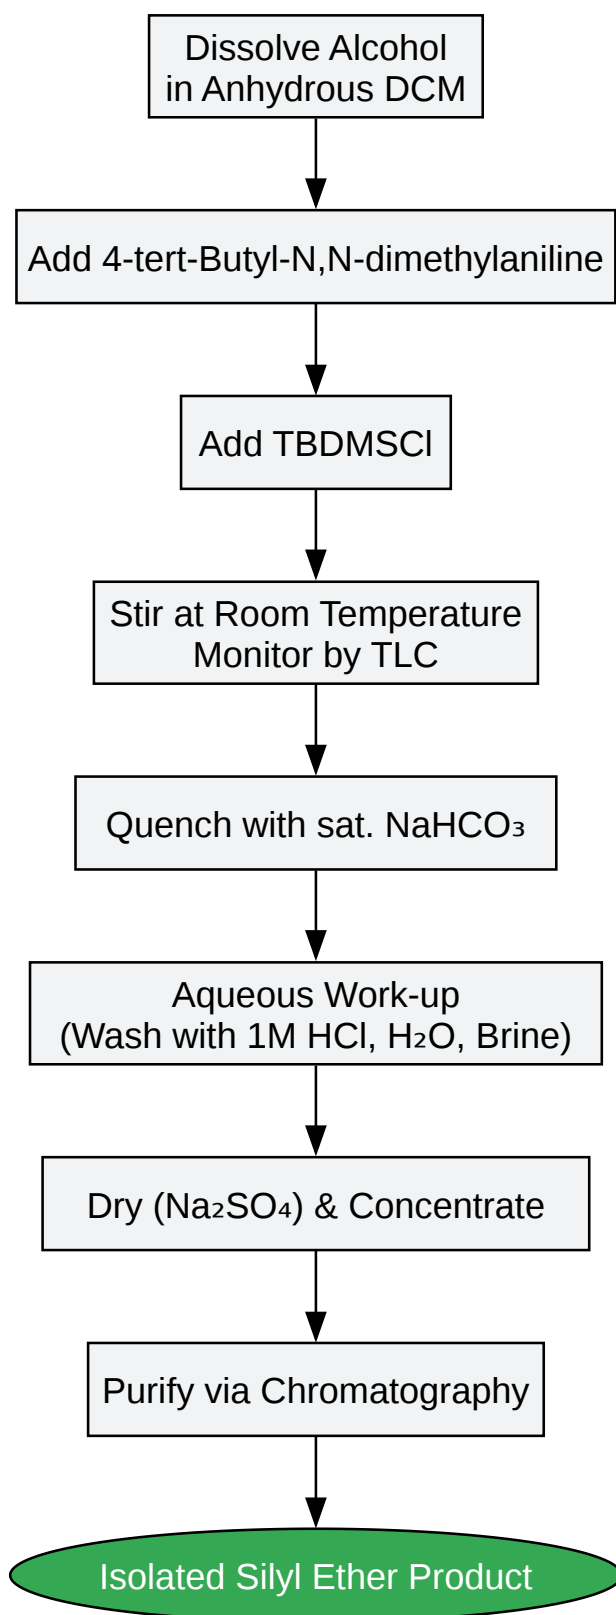 Dissolve Alcohol
in Anhydrous DCM
Add 4-tert-Butyl-N,N-dimethylaniline
Add TBDMSCl
Stir at Room Temperature
Monitor by TLC
Quench with sat. NaHCO₃
Aqueous Work-up
(Wash with 1M HCl, H₂O, Brine)
Dry (Na₂SO₄) & Concentrate
Purify via Chromatography
Isolated Silyl Ether Product